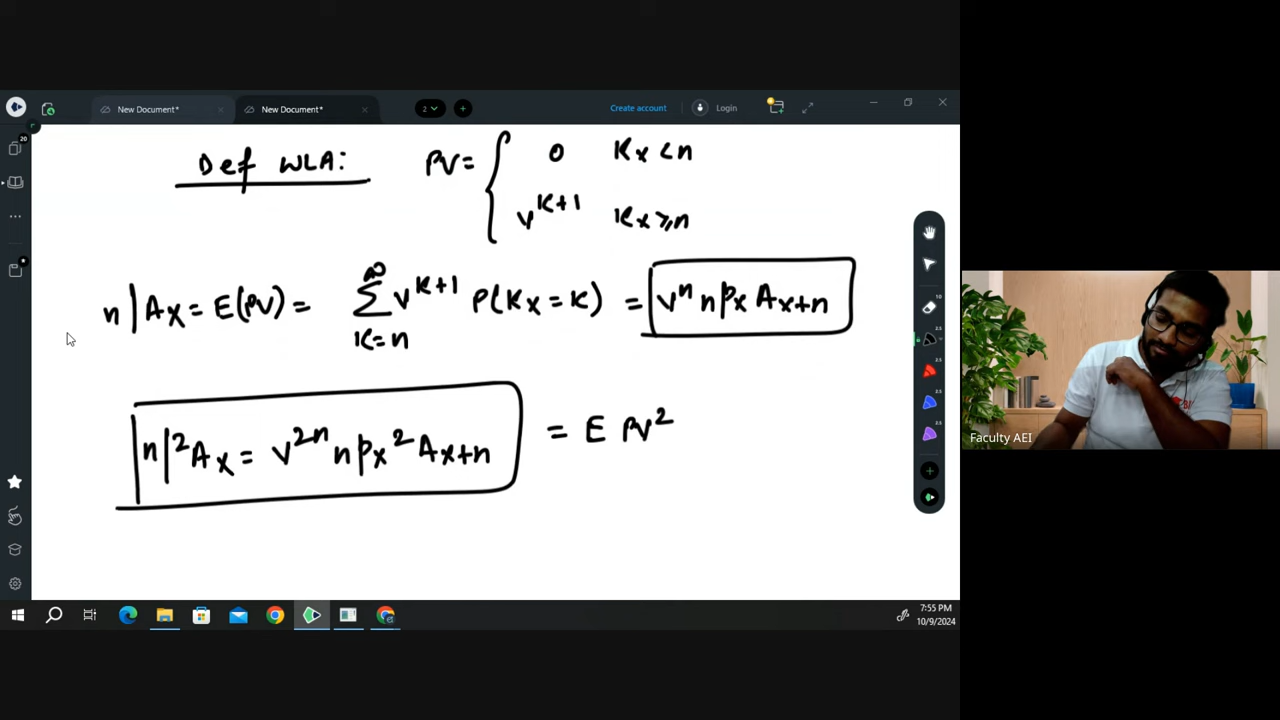 New Document* New Document* 2 Create account Login
Def WLA: PV= { 0 Kx < n
v^{K+1} Kx ≥ n
n|Ax = E(PV) = ∑_{K=n}^{∞} v^{K+1} P(Kx = K) = v^n npx Ax+n
n|²Ax = v^{2n} npx ²Ax+n = E PV²
Faculty AEI
7:55 PM
10/9/2024